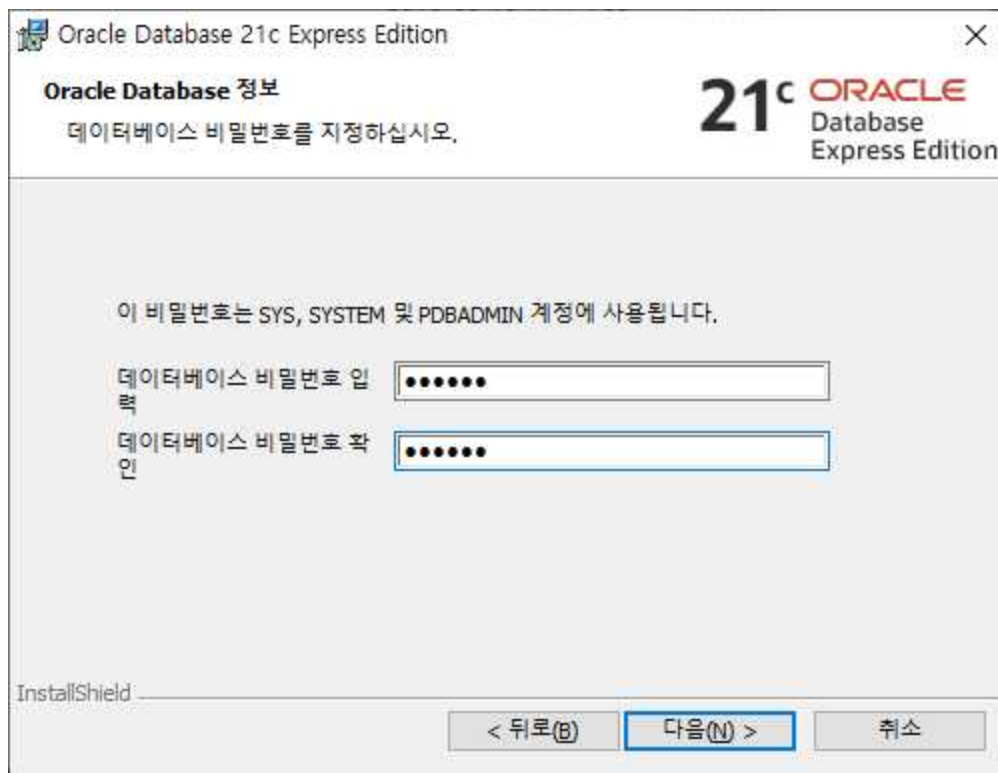 Oracle Database 21c Express Edition
Oracle Database 정보
데이터베이스 비밀번호를 지정하십시오.
21c ORACLE
Database
Express Edition
이 비밀번호는 SYS, SYSTEM 및 PDBADMIN 계정에 사용됩니다.
데이터베이스 비밀번호 입
력
●●●●●●
데이터베이스 비밀번호 확
인
●●●●●●
InstallShield
< 뒤로(B)
다음(N) >
취소